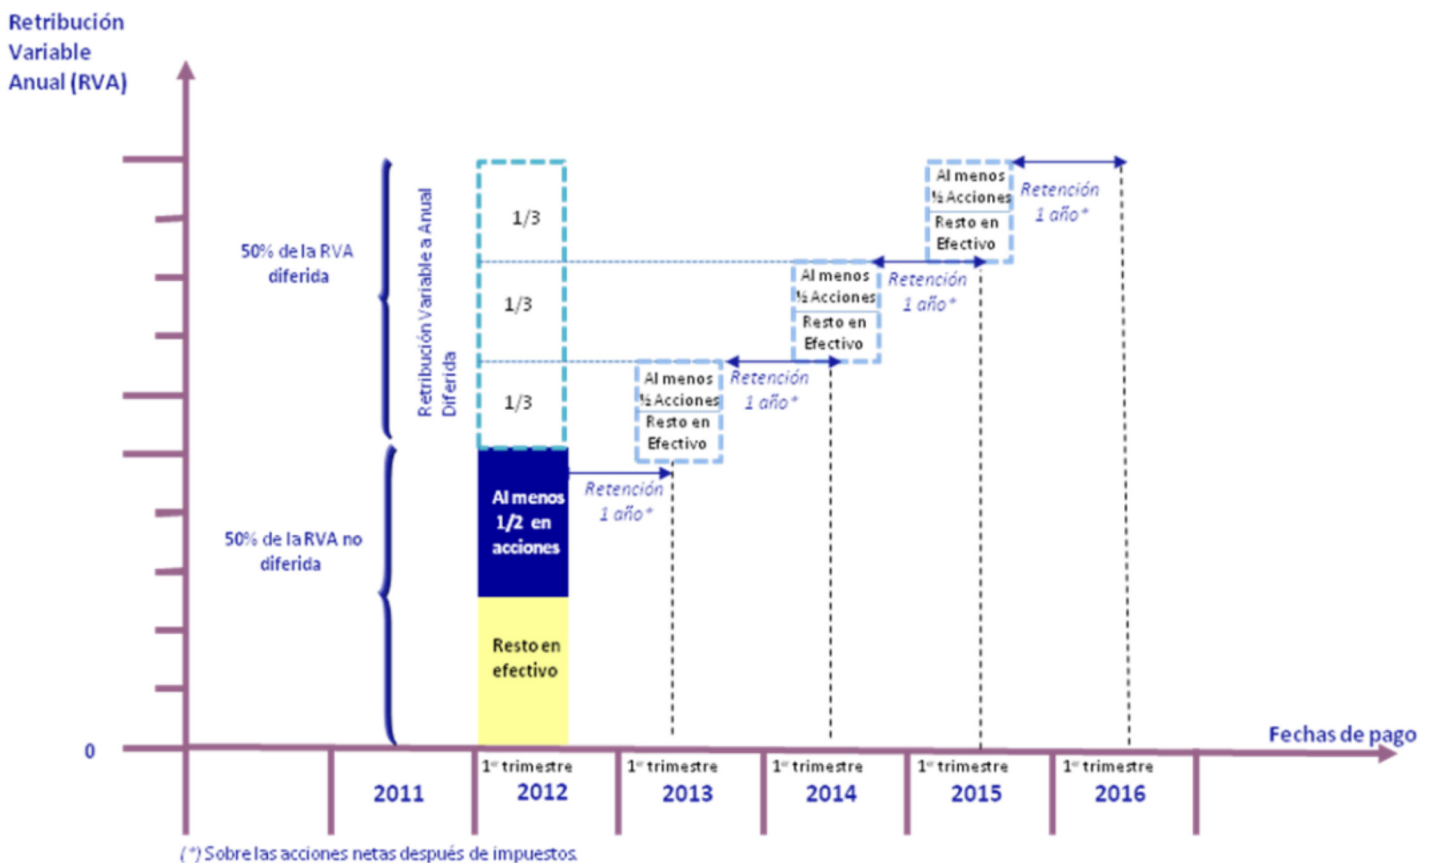 Retribución
Variable
Anual (RVA)
50% de la RVA
diferida
Retribución Variable a Anual
Diferida
1/3
1/3
1/3
Al menos
½ Acciones
Resto en
Efectivo
Retención
1 año*
Al menos
½ Acciones
Resto en
Efectivo
Retención
1 año*
Al menos
½ Acciones
Resto en
Efectivo
Retención
1 año*
50% de la RVA no
diferida
Al menos
1/2 en
acciones
Retención
1 año*
Resto en
efectivo
0
Fechas de pago
1er trimestre
1er trimestre
1er trimestre
1er trimestre
1er trimestre
2011
2012
2013
2014
2015
2016
(*) Sobre las acciones netas después de impuestos.